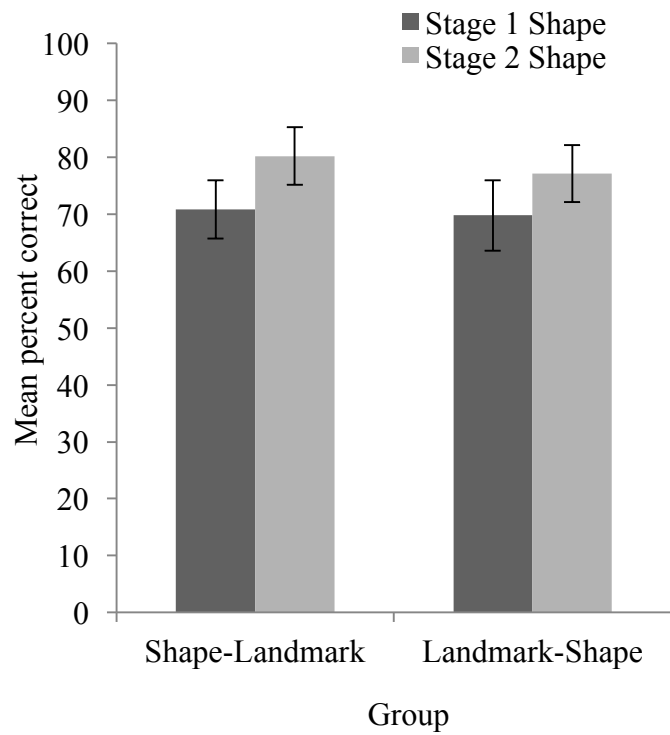 Stage 1 Shape
Stage 2 Shape
100
90
80
70
60
50
40
30
20
10
0
Mean percent correct
Shape-Landmark
Landmark-Shape
Group